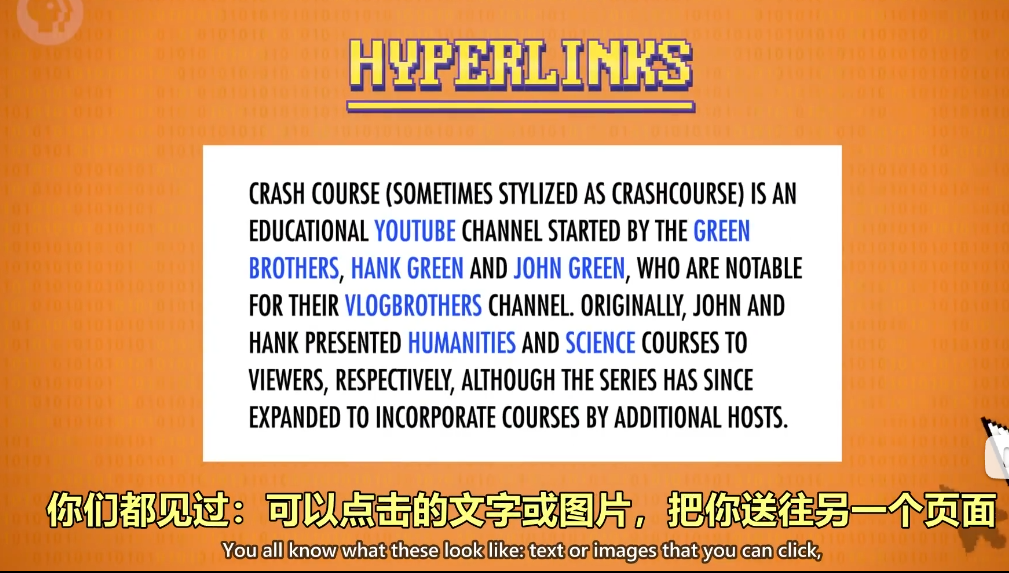 HYPERLINKS
CRASH COURSE (SOMETIMES STYLIZED AS CRASHCOURSE) IS AN
EDUCATIONAL YOUTUBE CHANNEL STARTED BY THE GREEN
BROTHERS, HANK GREEN AND JOHN GREEN, WHO ARE NOTABLE
FOR THEIR VLOGBROTHERS CHANNEL. ORIGINALLY, JOHN AND
HANK PRESENTED HUMANITIES AND SCIENCE COURSES TO
VIEWERS, RESPECTIVELY, ALTHOUGH THE SERIES HAS SINCE
EXPANDED TO INCORPORATE COURSES BY ADDITIONAL HOSTS.
你们都见过：可以点击的文字或图片，把你送往另一个页面
You all know what these look like: text or images that you can click,